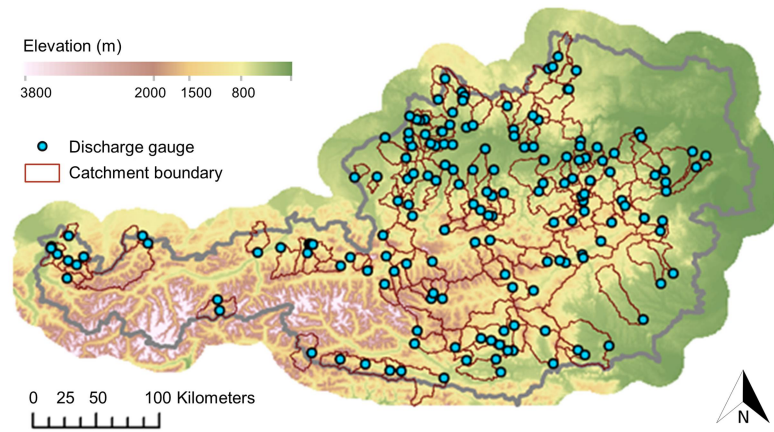 Elevation (m)
3800 2000 1500 800
Discharge gauge
Catchment boundary
0 25 50 100 Kilometers
N